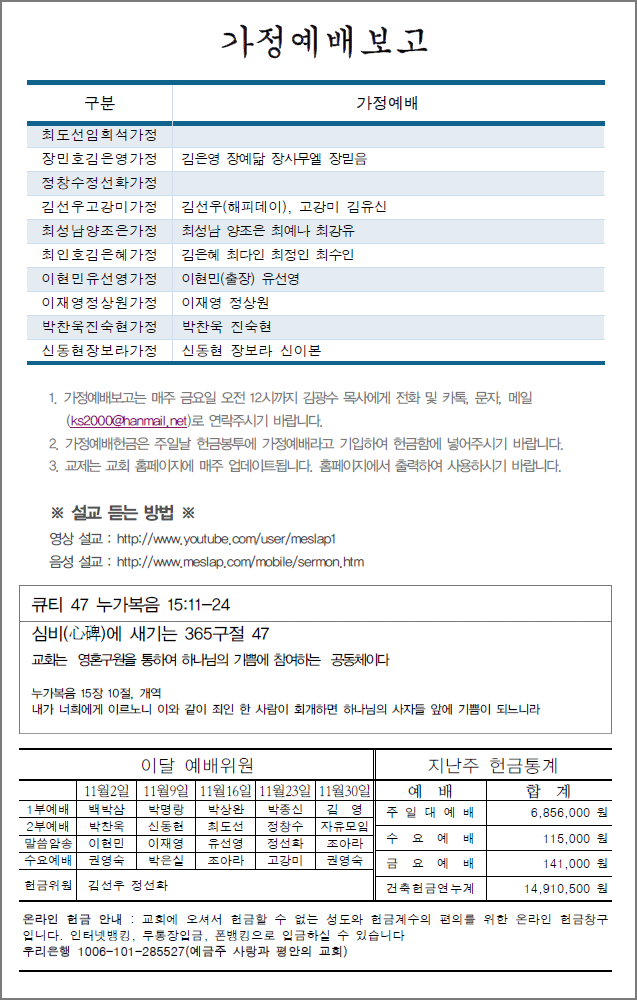 가정예배보고
구분 가정예배
최도선임희석가정
장민호김은영가정 김은영 장예닮 장사무엘 장믿음
정창수정선화가정
김선우고강미가정 김선우(해피데이), 고강미 김유신
최성남양조은가정 최성남 양조은 최예나 최강유
최인호김은혜가정 김은혜 최다인 최정인 최수인
이현민유선영가정 이현민(출장) 유선영
이재영정상원가정 이재영 정상원
박찬욱진숙현가정 박찬욱 진숙현
신동현장보라가정 신동현 장보라 신이본
1. 가정예배보고는 매주 금요일 오전 12시까지 김광수 목사에게 전화 및 카톡, 문자, 메일
(ks2000@hanmail.net)로 연락주시기 바랍니다.
2. 가정예배헌금은 주일날 헌금봉투에 가정예배라고 기입하여 헌금함에 넣어주시기 바랍니다.
3. 교제는 교회 홈페이지에 매주 업데이트됩니다. 홈페이지에서 출력하여 사용하시기 바랍니다.
※ 설교 듣는 방법 ※
영상 설교 : http://www.youtube.com/user/meslap1
음성 설교 : http://www.meslap.com/mobile/sermon.htm
큐티 47 누가복음 15:11-24
심비(心碑)에 새기는 365구절 47
교회는 영혼구원을 통하여 하나님의 기쁨에 참여하는 공동체이다
누가복음 15장 10절, 개역
내가 너희에게 이르노니 이와 같이 죄인 한 사람이 회개하면 하나님의 사자들 앞에 기쁨이 되느니라
이달 예배위원 지난주 헌금통계
11월2일 11월9일 11월16일 11월23일 11월30일 예 배 합 계
1부예배 백박삼 박명랑 박상완 박종신 김 영 주 일 대 예 배 6,856,000 원
2부예배 박찬욱 신동현 최도선 정창수 자유모임
말씀암송 이현민 이재영 유선영 정선화 조아라 수 요 예 배 115,000 원
수요예배 권영숙 박은실 조아라 고강미 권영숙 금 요 예 배 141,000 원
헌금위원 김선우 정선화 건축헌금연누계 14,910,500 원
온라인 헌금 안내 : 교회에 오셔서 헌금할 수 없는 성도와 헌금계수의 편의를 위한 온라인 헌금창구
입니다. 인터넷뱅킹, 무통장입금, 폰뱅킹으로 입금하실 수 있습니다
우리은행 1006-101-285527(예금주 사랑과 평안의 교회)